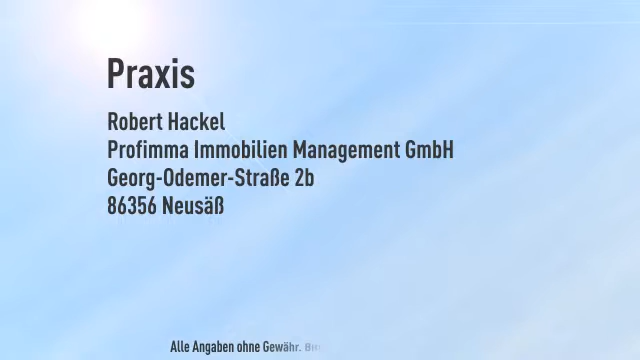 Praxis
Robert Hackel
Profimma Immobilien Management GmbH
Georg-Odemer-Straße 2b
86356 Neusäß
Alle Angaben ohne Gewähr.